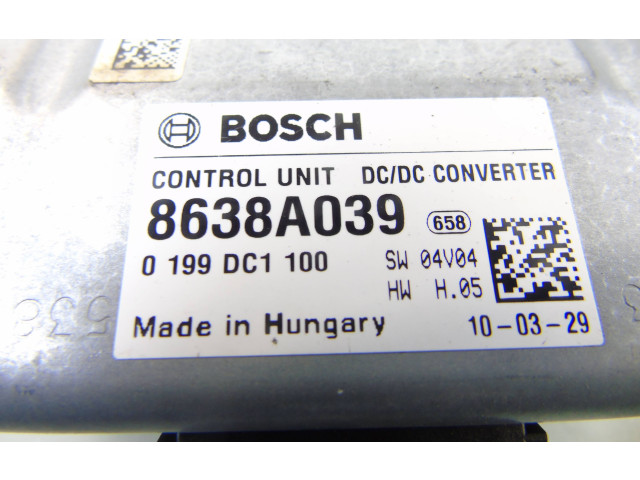 BOSCH
CONTROL UNIT DC/DC CONVERTER
8638A039 658
0 199 DC1 100 SW 04V04
HW H.05
Made in Hungary 10-03-29